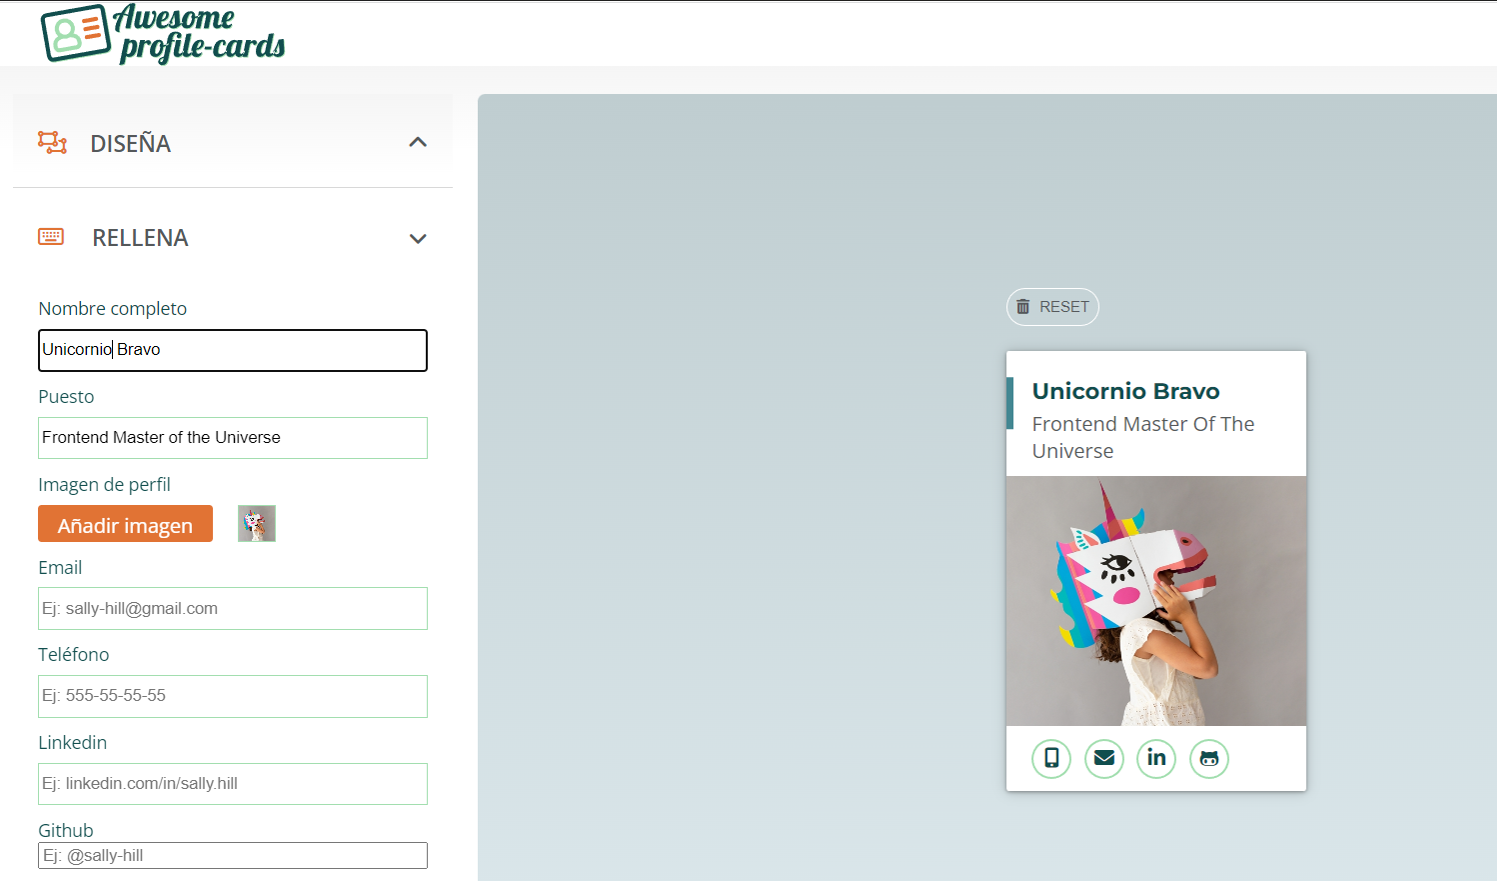 Awesome
profile-cards
DISEÑA
RELLENA
Nombre completo
Unicornio Bravo
Puesto
Frontend Master of the Universe
Imagen de perfil
Añadir imagen
Email
Ej: sally-hill@gmail.com
Teléfono
Ej: 555-55-55-55
Linkedin
Ej: linkedin.com/in/sally.hill
Github
Ej: @sally-hill
RESET
Unicornio Bravo
Frontend Master Of The
Universe
in